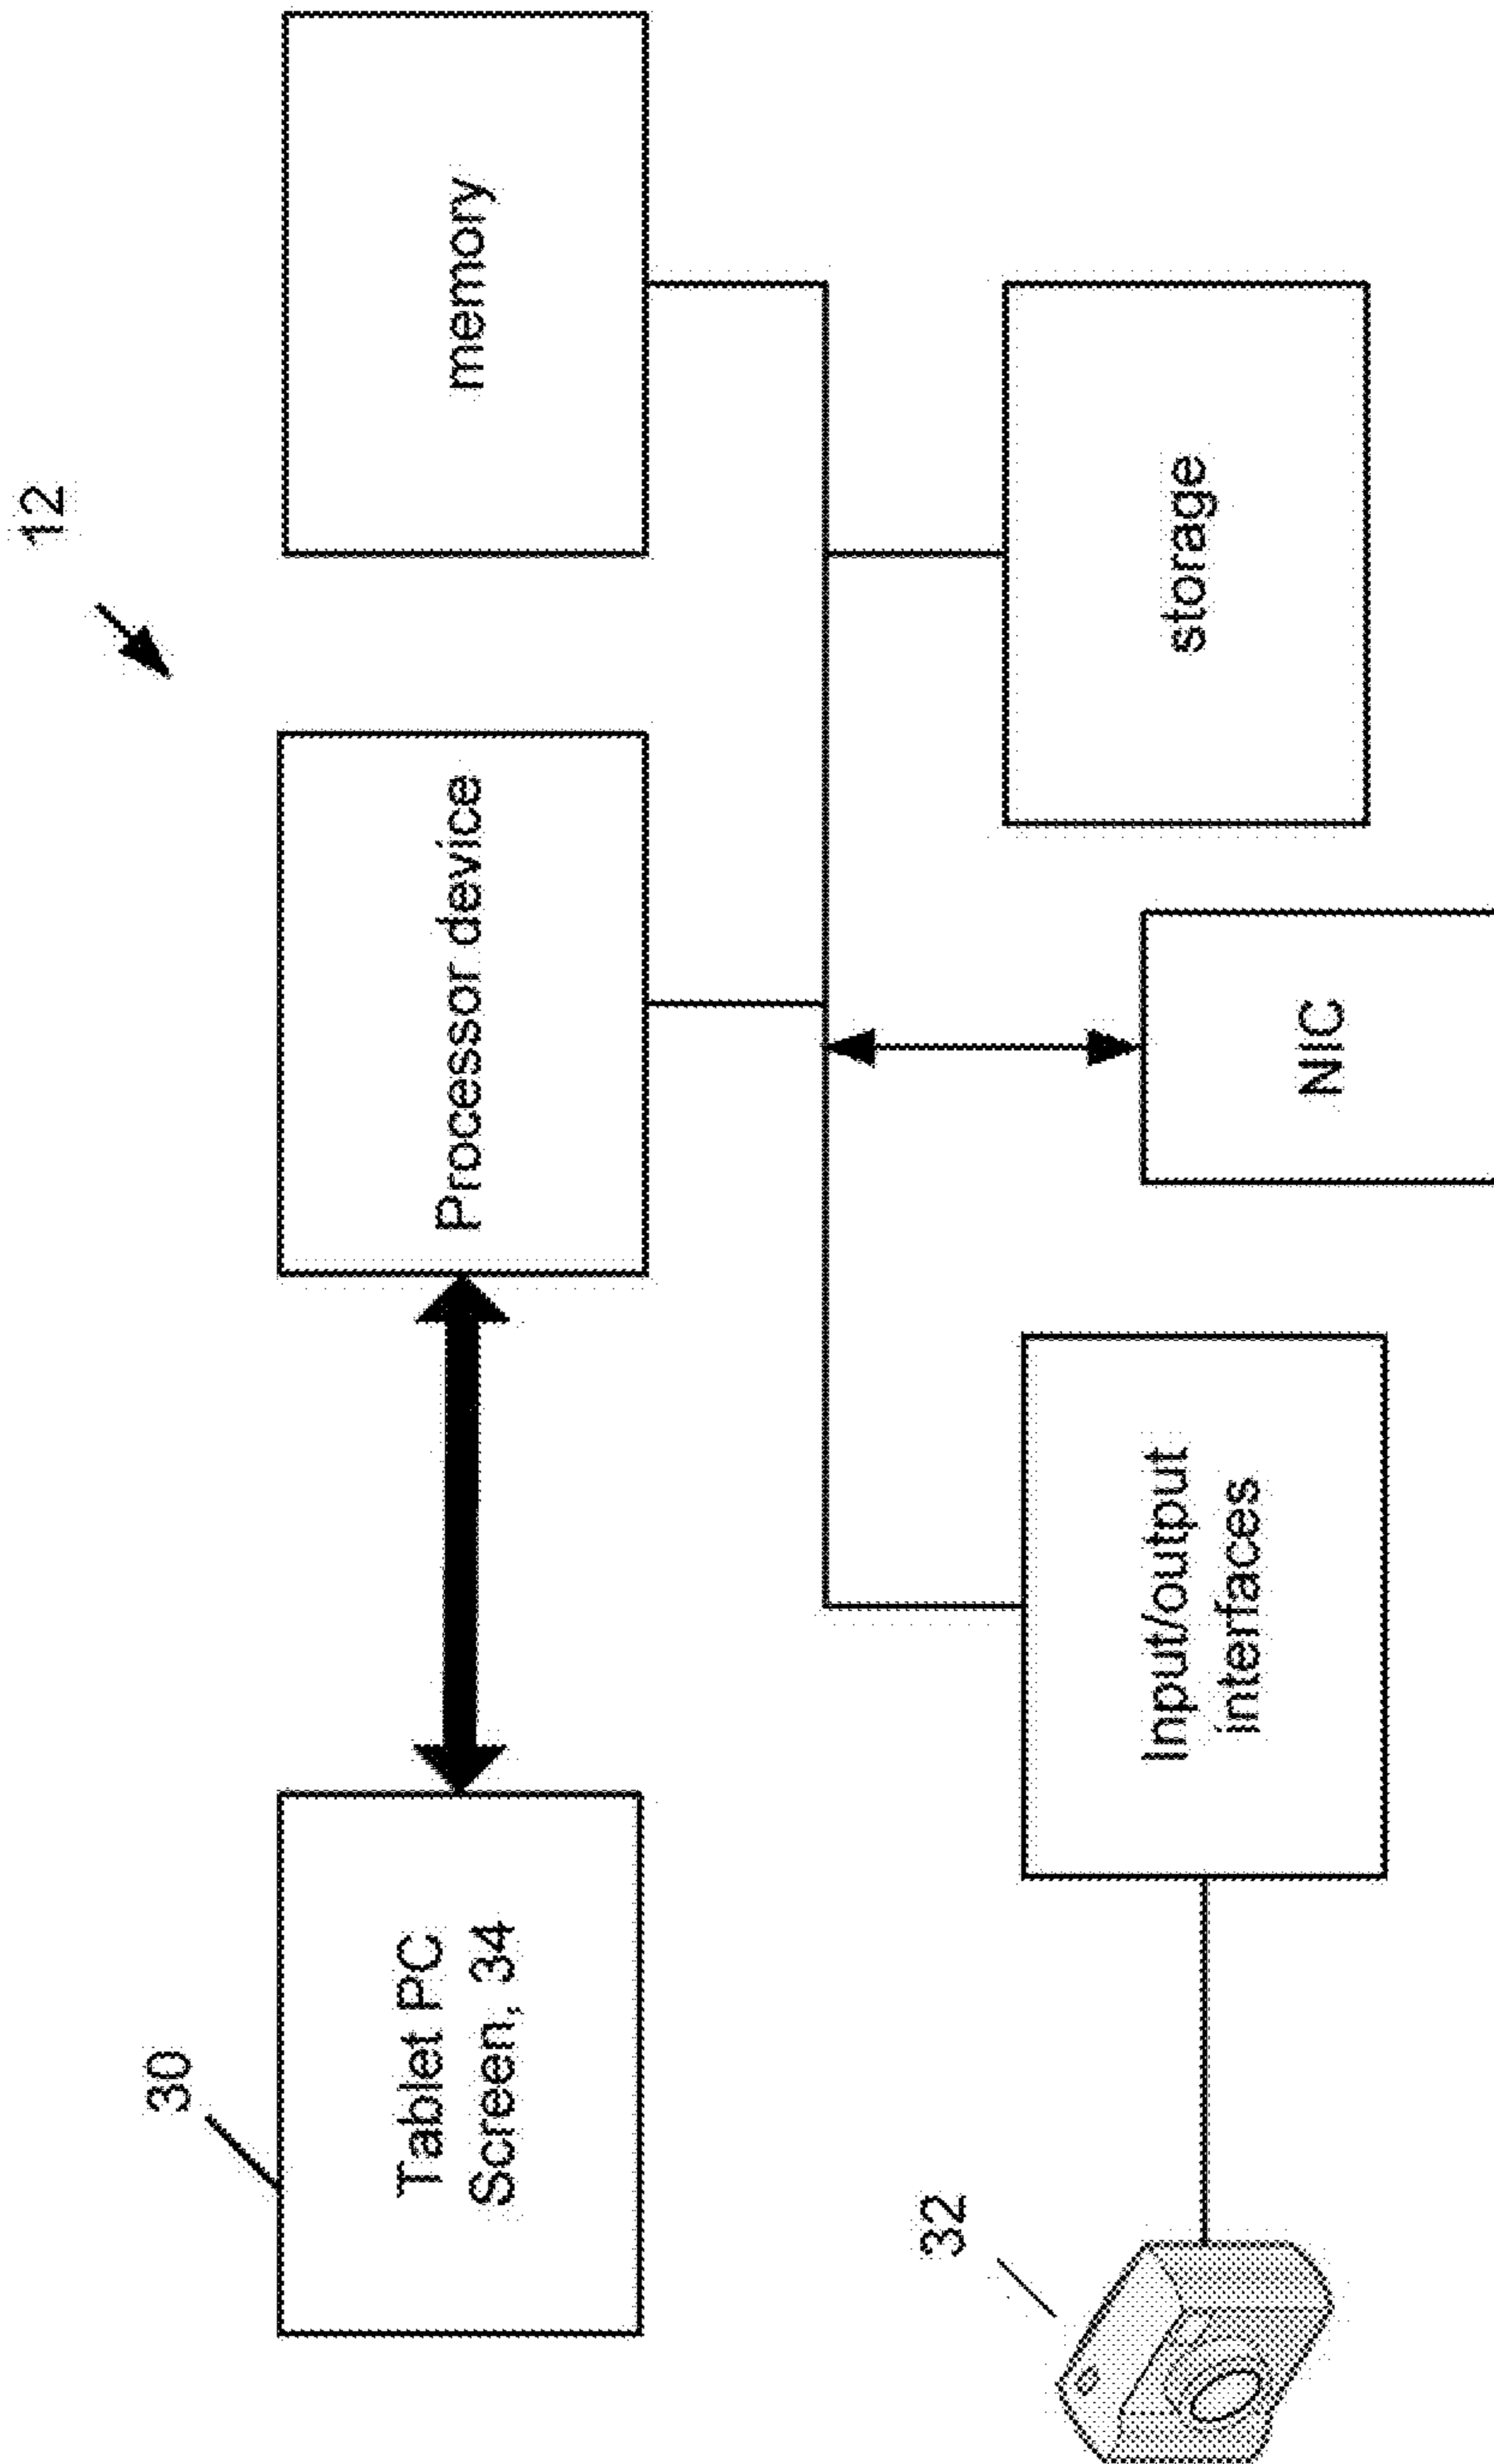 12
30
Tablet PC
Screen, 34
Processor device
memory
32
Input/output
interfaces
NIC
storage